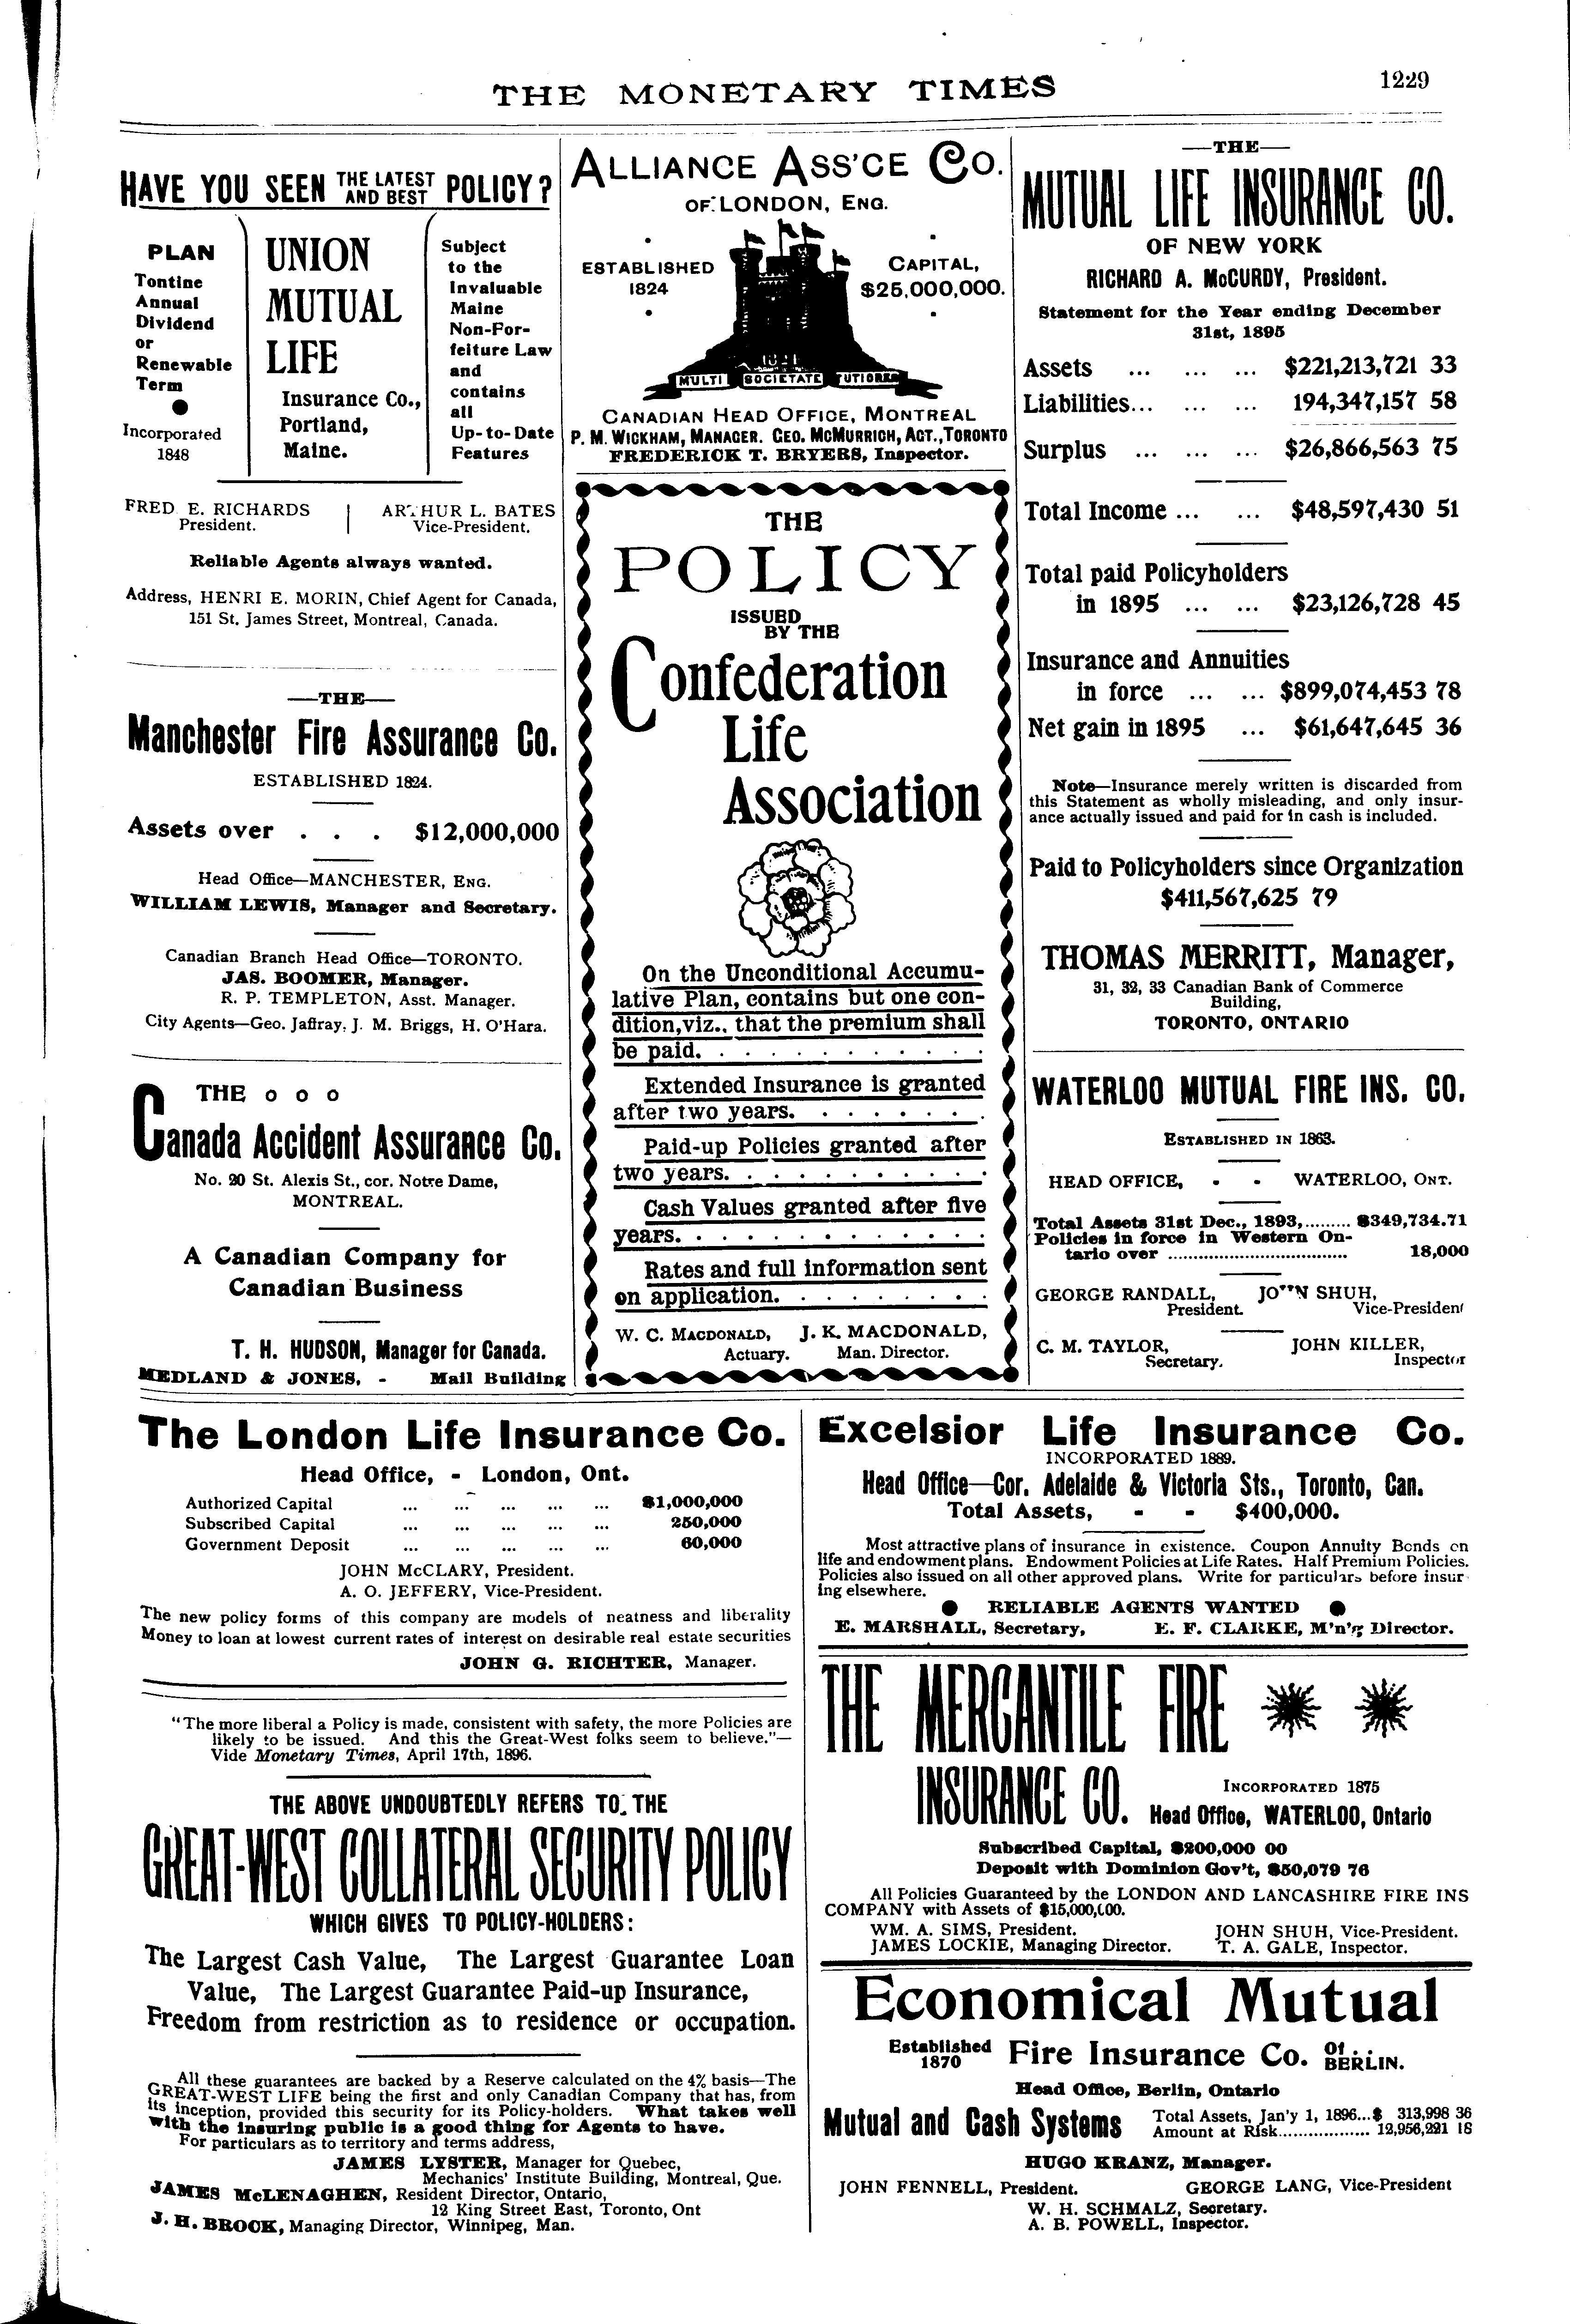 THE MONETARY TIMES
1229
HAVE YOU SEEN THE LATEST AND BEST POLICY?
PLAN
Tontine
Annual
Dividend
or
Renewable
Term
Incorporated
1848
UNION
MUTUAL
LIFE
Insurance Co.,
Portland,
Maine.
Subject
to the
Invaluable
Maine
Non-For-
feiture Law
and
contains
all
Up-to-Date
Features
FRED E. RICHARDS
President.
ARTHUR L. BATES
Vice-President.
Reliable Agents always wanted.
Address, HENRI E. MORIN, Chief Agent for Canada,
151 St. James Street, Montreal, Canada.
—THE—
Manchester Fire Assurance Co.
ESTABLISHED 1824.
Assets over . . . $12,000,000
Head Office—MANCHESTER, ENG.
WILLIAM LEWIS, Manager and Secretary.
Canadian Branch Head Office—TORONTO.
JAS. BOOMER, Manager.
R. P. TEMPLETON, Asst. Manager.
City Agents—Geo. Jaffray, J. M. Briggs, H. O'Hara.
THE o o o
Canada Accident Assurance Co.
No. 20 St. Alexis St., cor. Notre Dame,
MONTREAL.
A Canadian Company for
Canadian Business
T. H. HUDSON, Manager for Canada.
MEDLAND & JONES, - Mail Building
ALLIANCE ASS'CE CO.
OF LONDON, ENG.
ESTABLISHED
1824
CAPITAL,
$25,000,000.
1824
MULTI SOCIETATE TUTIORES
CANADIAN HEAD OFFICE, MONTREAL
P. M. WICKHAM, MANAGER. GEO. MCMURRICH, AGT., TORONTO
FREDERICK T. BRYERS, Inspector.
THE
POLICY
ISSUED
BY THE
Confederation
Life
Association
On the Unconditional Accumu-
lative Plan, contains but one con-
dition, viz., that the premium shall
be paid. . . . . . . . . . . .
Extended Insurance is granted
after two years. . . . . . . .
Paid-up Policies granted after
two years. . . . . . . . . . .
Cash Values granted after five
years. . . . . . . . . . . . .
Rates and full information sent
on application. . . . . . . . .
W. C. MACDONALD,
Actuary.
J. K. MACDONALD,
Man. Director.
—THE—
MUTUAL LIFE INSURANCE CO.
OF NEW YORK
RICHARD A. McCURDY, President.
Statement for the Year ending December
31st, 1895
Assets ... ... ... $221,213,721 33
Liabilities... ... ... 194,347,157 58
Surplus ... ... ... $26,866,563 75
Total Income ... ... $48,597,430 51
Total paid Policyholders
in 1895 ... ... $23,126,728 45
Insurance and Annuities
in force ... ... $899,074,453 78
Net gain in 1895 ... $61,647,645 36
Note—Insurance merely written is discarded from
this Statement as wholly misleading, and only insur-
ance actually issued and paid for in cash is included.
Paid to Policyholders since Organization
$411,567,625 79
THOMAS MERRITT, Manager,
31, 32, 33 Canadian Bank of Commerce
Building,
TORONTO, ONTARIO
WATERLOO MUTUAL FIRE INS. CO.
ESTABLISHED IN 1863.
HEAD OFFICE, - - WATERLOO, ONT.
Total Assets 31st Dec., 1893,......... $349,734.71
Policies in force in Western On-
tario over .................................. 18,000
GEORGE RANDALL,
President.
JOHN SHUH,
Vice-President
C. M. TAYLOR,
Secretary.
JOHN KILLER,
Inspector
The London Life Insurance Co.
Head Office, - London, Ont.
Authorized Capital ... ... ... ... ... $1,000,000
Subscribed Capital ... ... ... ... ... 250,000
Government Deposit ... ... ... ... ... 60,000
JOHN McCLARY, President.
A. O. JEFFERY, Vice-President.
The new policy forms of this company are models of neatness and liberality
Money to loan at lowest current rates of interest on desirable real estate securities
JOHN G. RICHTER, Manager.
"The more liberal a Policy is made, consistent with safety, the more Policies are
likely to be issued. And this the Great-West folks seem to believe."—
Vide Monetary Times, April 17th, 1896.
THE ABOVE UNDOUBTEDLY REFERS TO THE
GREAT-WEST COLLATERAL SECURITY POLICY
WHICH GIVES TO POLICY-HOLDERS:
The Largest Cash Value, The Largest Guarantee Loan
Value, The Largest Guarantee Paid-up Insurance,
Freedom from restriction as to residence or occupation.
All these guarantees are backed by a Reserve calculated on the 4% basis—The
GREAT-WEST LIFE being the first and only Canadian Company that has, from
its inception, provided this security for its Policy-holders. What takes well
with the insuring public is a good thing for Agents to have.
For particulars as to territory and terms address,
JAMES LYSTER, Manager for Quebec,
Mechanics' Institute Building, Montreal, Que.
JAMES McLENAGHEN, Resident Director, Ontario,
12 King Street East, Toronto, Ont
J. H. BROCK, Managing Director, Winnipeg, Man.
Excelsior Life Insurance Co.
INCORPORATED 1889.
Head Office—Cor. Adelaide & Victoria Sts., Toronto, Can.
Total Assets, - - $400,000.
Most attractive plans of insurance in existence. Coupon Annuity Bonds on
life and endowment plans. Endowment Policies at Life Rates. Half Premium Policies.
Policies also issued on all other approved plans. Write for particulars before insur
ing elsewhere.
RELIABLE AGENTS WANTED
E. MARSHALL, Secretary, E. F. CLARKE, M'n'g Director.
THE MERCANTILE FIRE
INSURANCE CO.
INCORPORATED 1875
Head Office, WATERLOO, Ontario
Subscribed Capital, $200,000 00
Deposit with Dominion Gov't, $50,079 76
All Policies Guaranteed by the LONDON AND LANCASHIRE FIRE INS
COMPANY with Assets of $15,000,000.
WM. A. SIMS, President. JOHN SHUH, Vice-President.
JAMES LOCKIE, Managing Director. T. A. GALE, Inspector.
Economical Mutual
Established 1870 Fire Insurance Co. Of BERLIN.
Head Office, Berlin, Ontario
Mutual and Cash Systems
Total Assets, Jan'y 1, 1896...$ 313,998 36
Amount at Risk.................. 12,956,221 18
HUGO KRANZ, Manager.
JOHN FENNELL, President. GEORGE LANG, Vice-President
W. H. SCHMALZ, Secretary.
A. B. POWELL, Inspector.